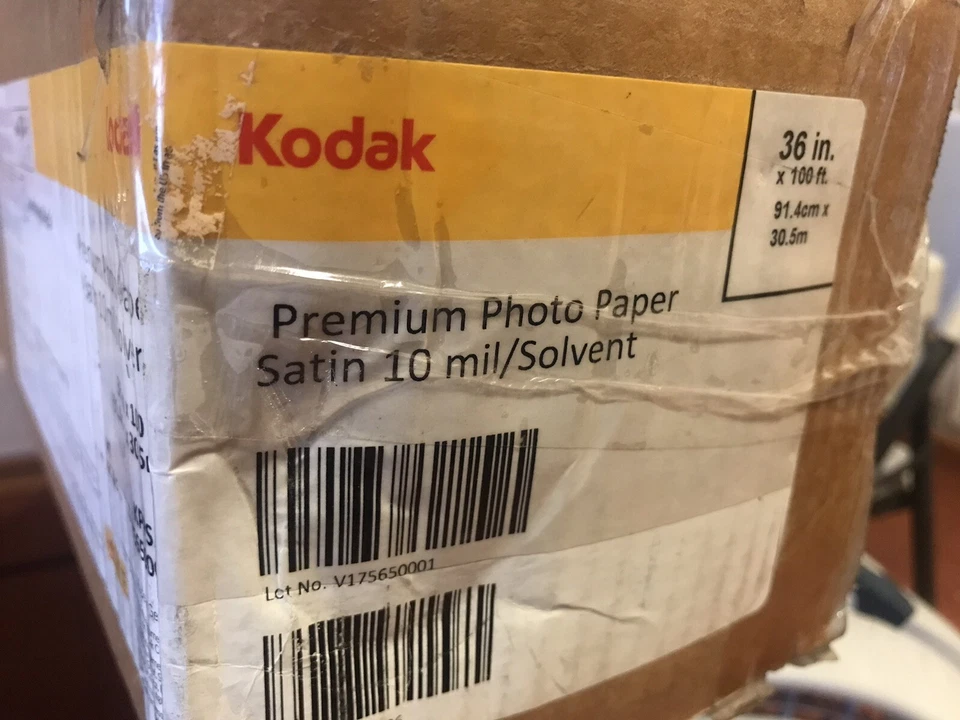 Kodak
36 in.
x 100 ft.
91.4cm x
30.5m
Premium Photo Paper
Satin 10 mil/Solvent
Lot No. V175650001